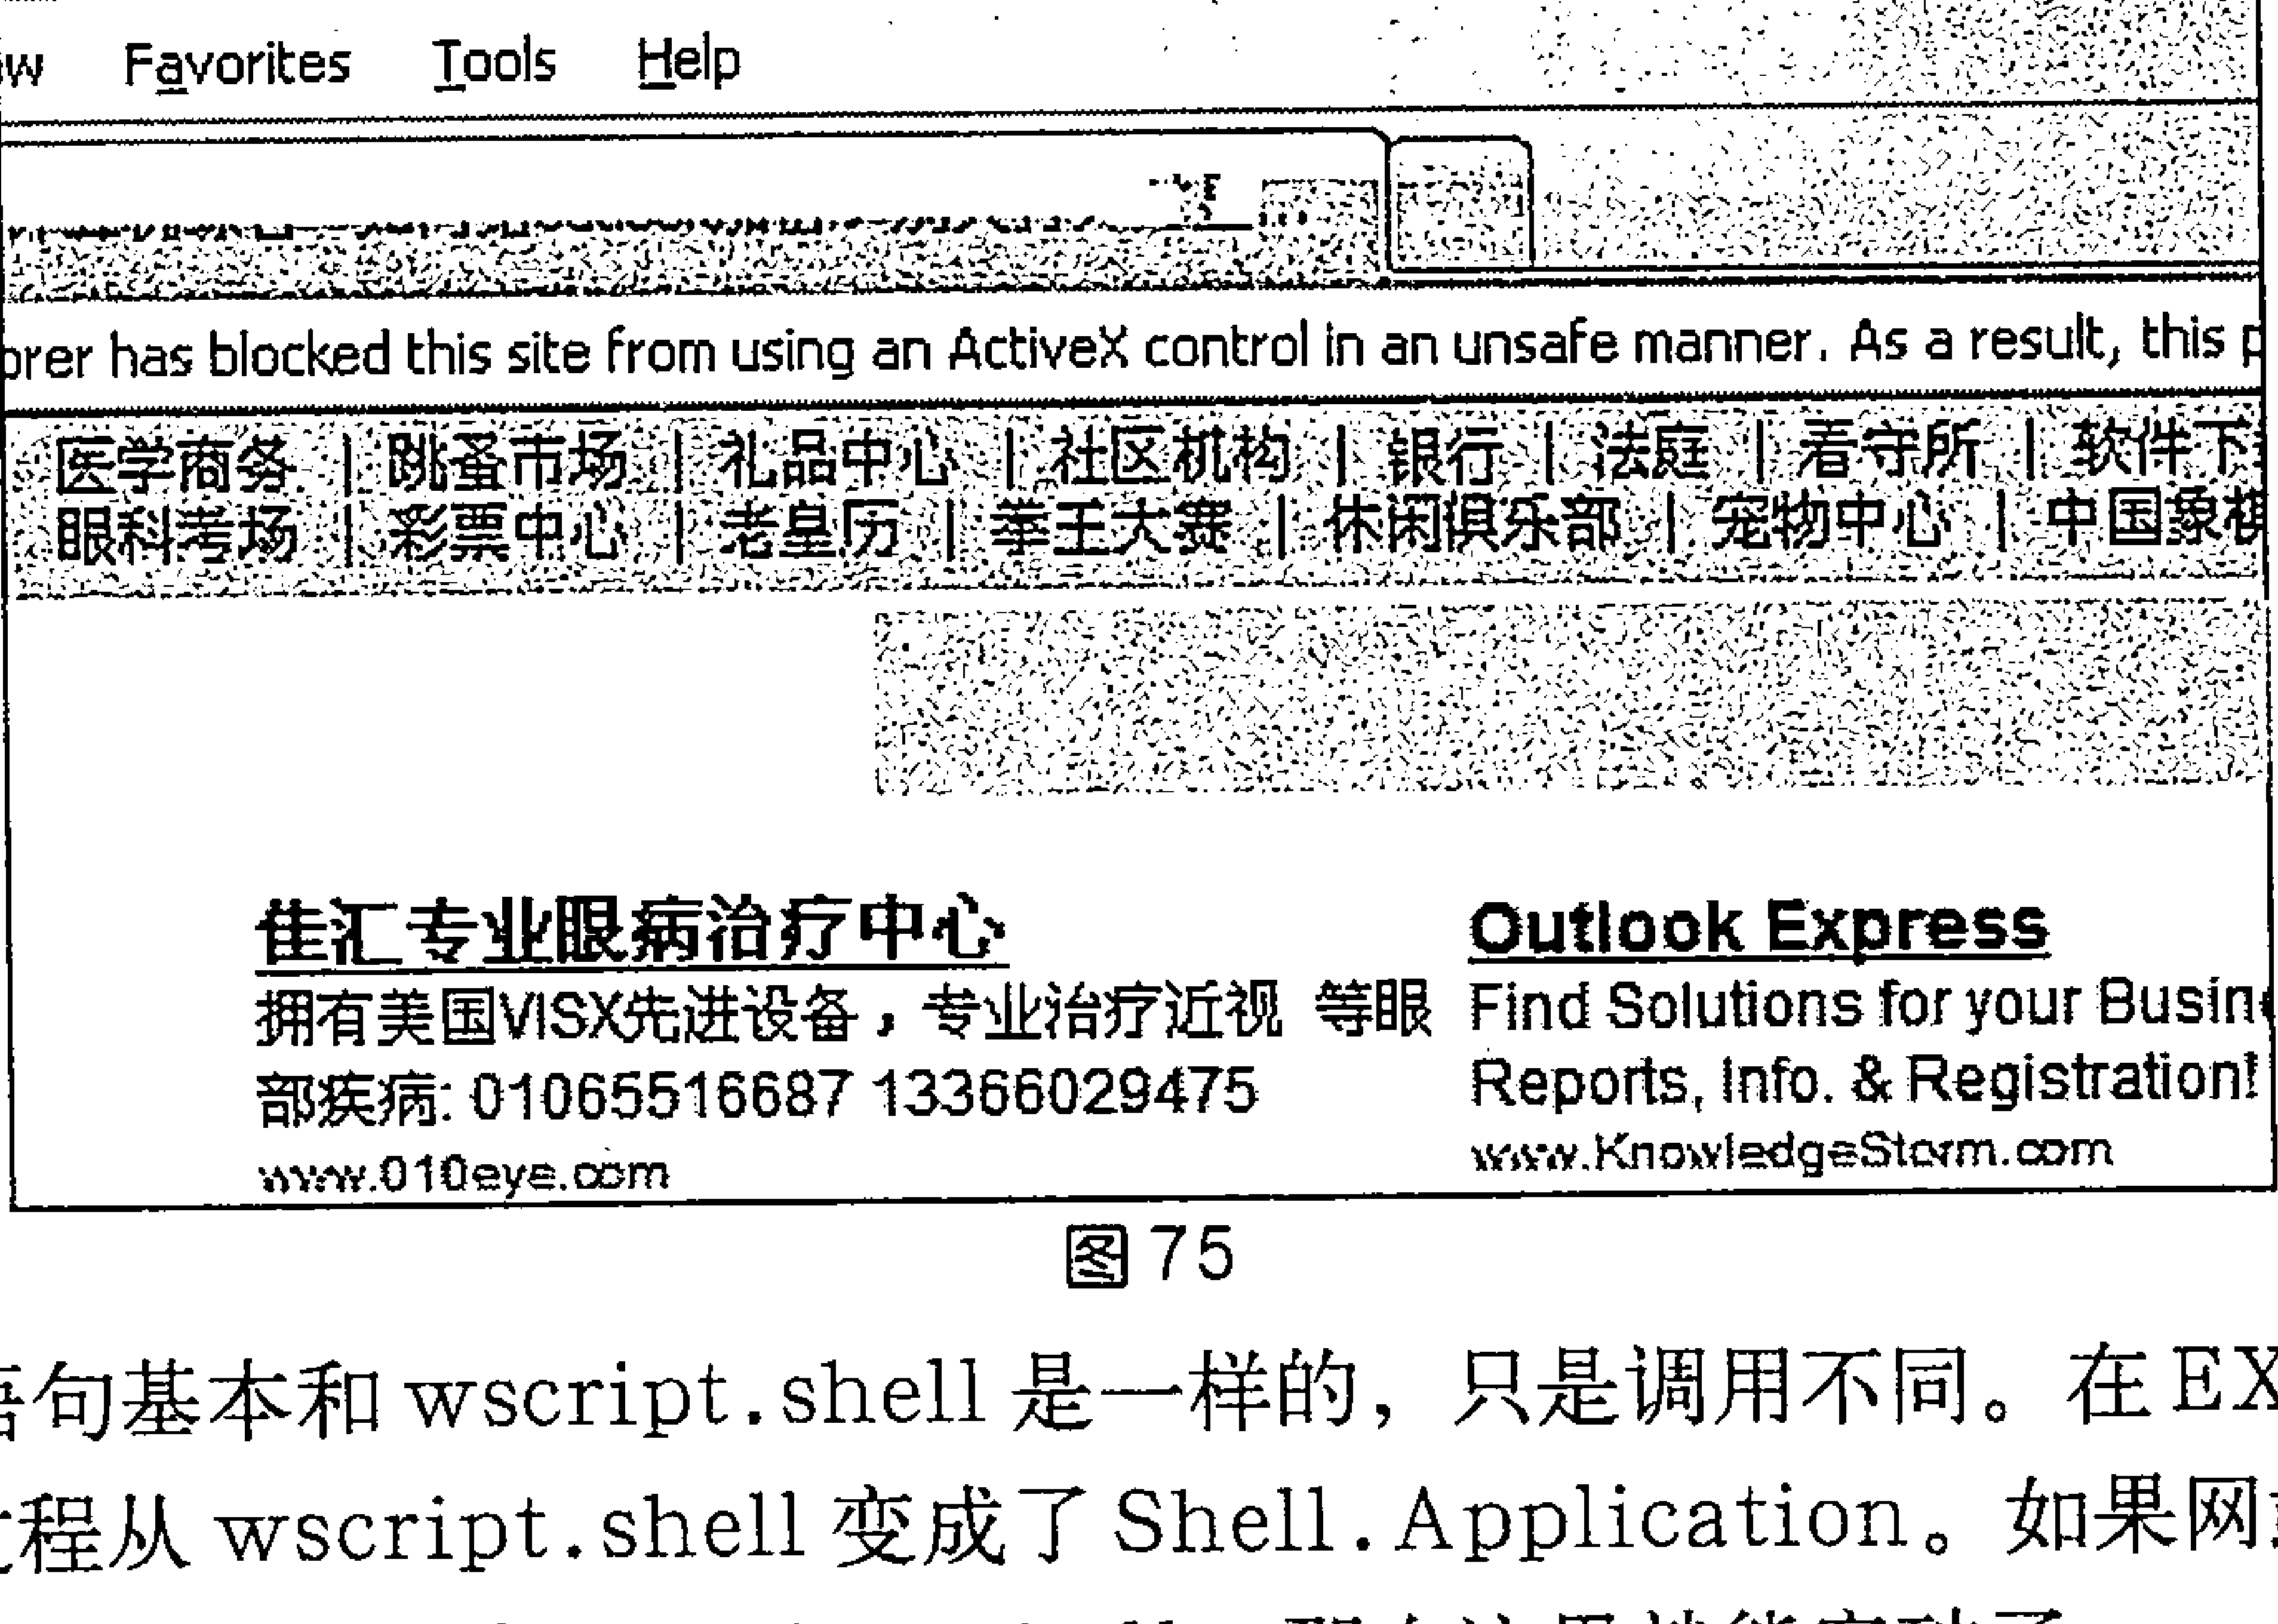 Favorites Tools Help
has blocked this site from using an ActiveX control in an unsafe manner. As a result, this
医学商务 | 跳蚤市场 | 礼品中心 | 社区机构 | 银行 | 法庭 | 看守所 | 软件下
眼科考场 | 彩票中心 | 老皇历 | 拳王大赛 | 休闲俱乐部 | 宠物中心 | 中国象棋
佳汇专业眼病治疗中心
拥有美国VISX先进设备，专业治疗近视 等眼
部疾病: 01065516687 13366029475
www.010eye.com
Outlook Express
Find Solutions for your
Reports, Info. & Registration!
www.KnowledgeStorm.com
图 75
句基本和 wscript.shell 是一样的，只是调用不同。在 EX
程从 wscript.shell 变成了 Shell.Application。如果网